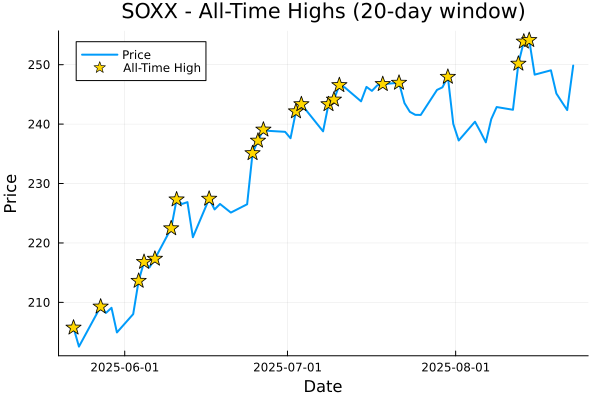 SOXX - All-Time Highs (20-day window)
Price
All-Time High
Price
250
240
230
220
210
2025-06-01
2025-07-01
2025-08-01
Date